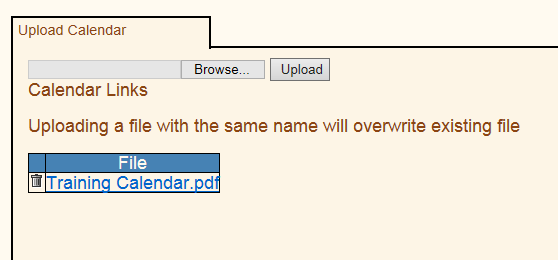 Upload Calendar
Browse... Upload
Calendar Links
Uploading a file with the same name will overwrite existing file
File
Training Calendar.pdf